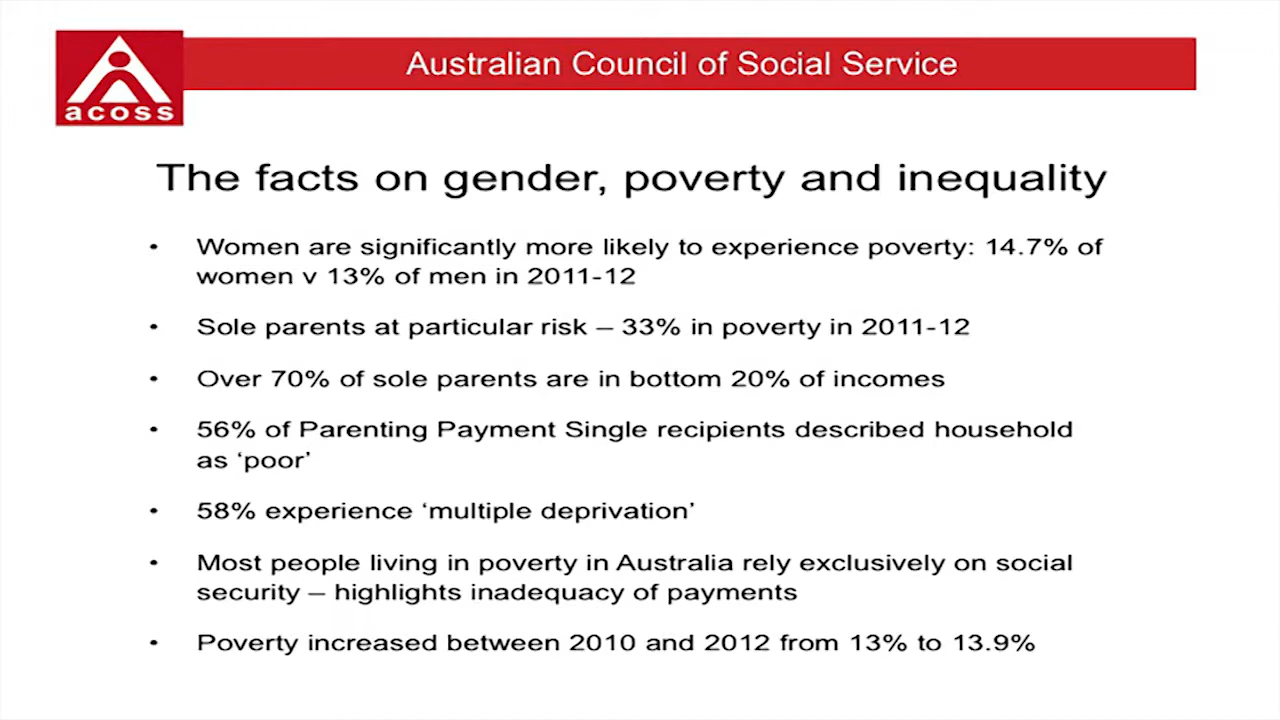 Australian Council of Social Service
acoss
The facts on gender, poverty and inequality
• Women are significantly more likely to experience poverty: 14.7% of
women v 13% of men in 2011-12
• Sole parents at particular risk – 33% in poverty in 2011-12
• Over 70% of sole parents are in bottom 20% of incomes
• 56% of Parenting Payment Single recipients described household
as ‘poor’
• 58% experience ‘multiple deprivation’
• Most people living in poverty in Australia rely exclusively on social
security – highlights inadequacy of payments
• Poverty increased between 2010 and 2012 from 13% to 13.9%